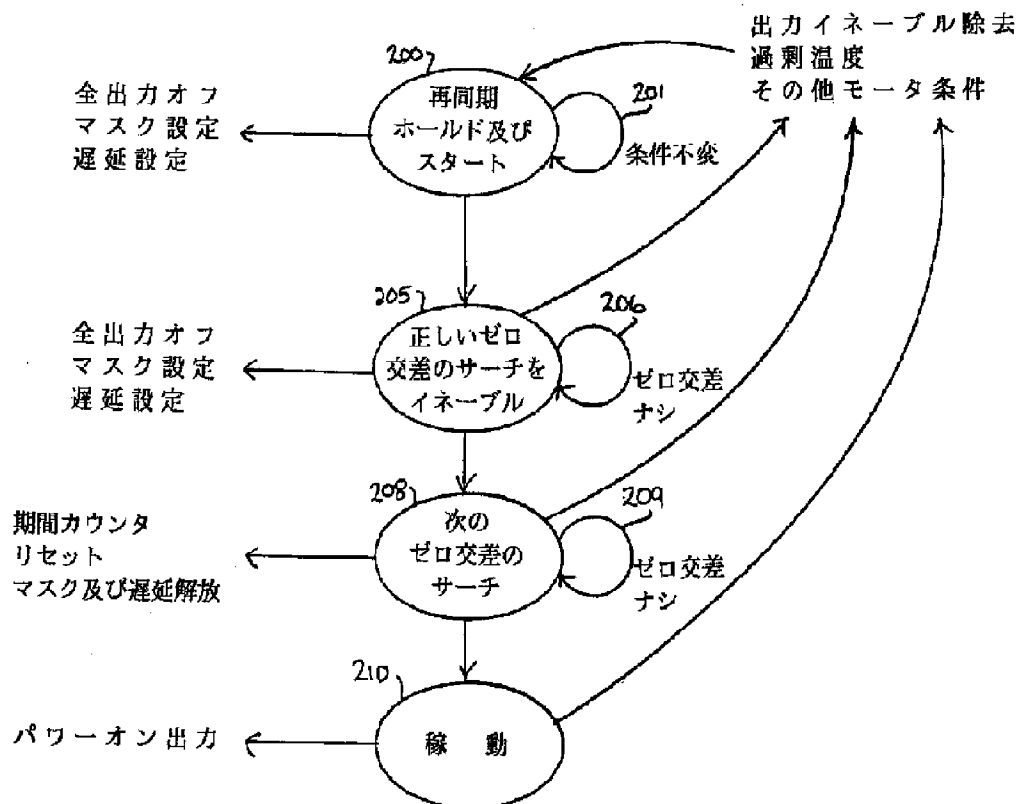 出力イネーブル除去
過剰温度
その他モータ条件
200
再同期
ホールド及び
スタート
201
条件不変
全出力オフ
マスク設定
遅延設定
205
正しいゼロ
交差のサーチを
イネーブル
206
ゼロ交差
ナシ
全出力オフ
マスク設定
遅延設定
208
次の
ゼロ交差の
サーチ
209
ゼロ交差
ナシ
期間カウンタ
リセット
マスク及び遅延解放
210
稼動
パワーオン出力